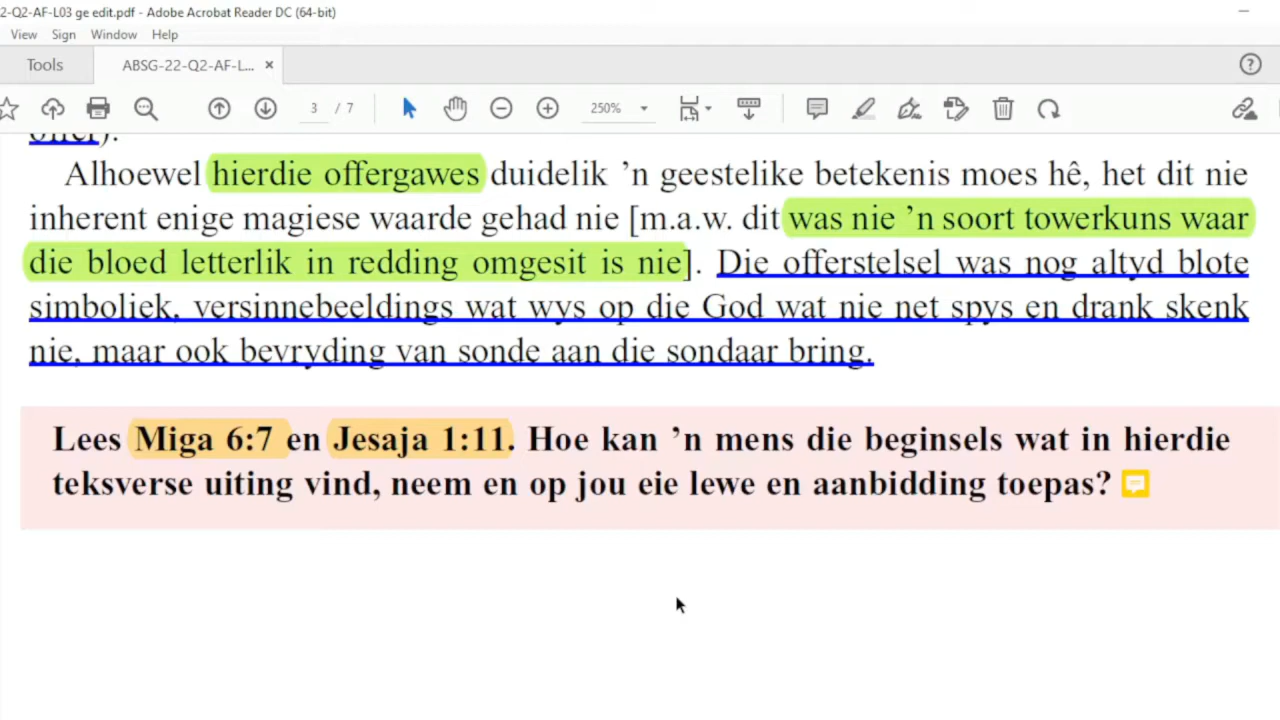 2-Q2-AF-L03 ge edit.pdf - Adobe Acrobat Reader DC (64-bit)
View Sign Window Help
Tools ABSG-22-Q2-AF-L... ×
3 / 7 250%
offer).
Alhoewel hierdie offergawes duidelik ’n geestelike betekenis moes hê, het dit nie
inherent enige magiese waarde gehad nie [m.a.w. dit was nie ’n soort towerkuns waar
die bloed letterlik in redding omgesit is nie]. Die offerstelsel was nog altyd blote
simboliek, versinnebeeldings wat wys op die God wat nie net spys en drank skenk
nie, maar ook bevryding van sonde aan die sondaar bring.
Lees Miga 6:7 en Jesaja 1:11. Hoe kan ’n mens die beginsels wat in hierdie
teksverse uiting vind, neem en op jou eie lewe en aanbidding toepas?